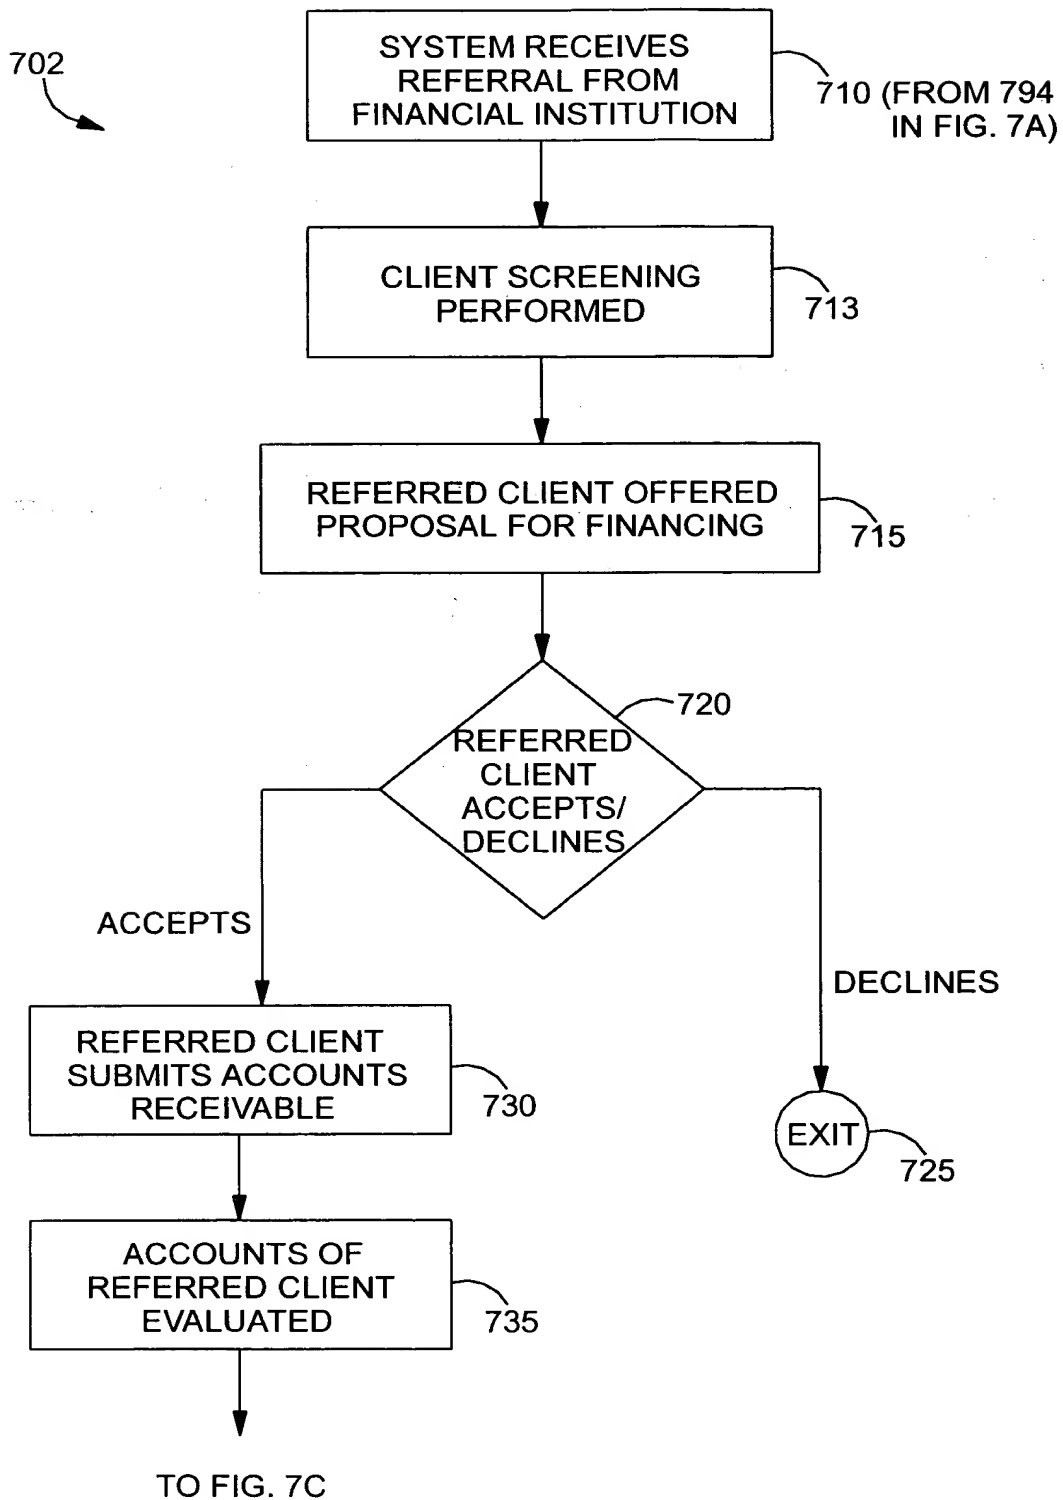 702
SYSTEM RECEIVES
REFERRAL FROM
FINANCIAL INSTITUTION
710 (FROM 794
IN FIG. 7A)
CLIENT SCREENING
PERFORMED
713
REFERRED CLIENT OFFERED
PROPOSAL FOR FINANCING
715
720
REFERRED
CLIENT
ACCEPTS/
DECLINES
ACCEPTS
DECLINES
REFERRED CLIENT
SUBMITS ACCOUNTS
RECEIVABLE
730
EXIT
725
ACCOUNTS OF
REFERRED CLIENT
EVALUATED
735
TO FIG. 7C